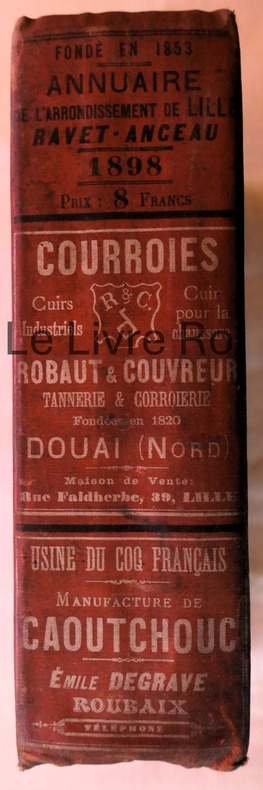 FONDÉ EN 1853
ANNUAIRE
DE L'ARRONDISSEMENT DE LILLE
RAVET-ANCEAU
1898
PRIX : 8 FRANCS
COURROIES
Cuirs Industriels
R & C.
Cuir pour la chaussure
Le Livre Ro
ROBAUT & COUVREUR
TANNERIE & CORROIERIE
Fondée en 1820
DOUAI (NORD)
Maison de Vente:
Rue Faidherbe, 39, LILLE
USINE DU COQ FRANÇAIS
MANUFACTURE DE
CAOUTCHOUC
ÉMILE DEGRAVE
ROUBAIX
TÉLÉPHONE